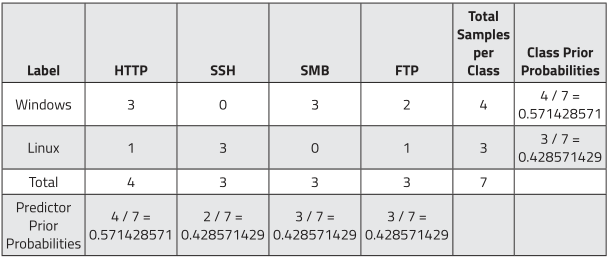 Label HTTP SSH SMB FTP Total Samples per Class Class Prior Probabilities
Windows 3 0 3 2 4 4 / 7 = 0.571428571
Linux 1 3 0 1 3 3 / 7 = 0.428571429
Total 4 3 3 3 7
Predictor Prior Probabilities 4 / 7 = 0.571428571 2 / 7 = 0.428571429 3 / 7 = 0.428571429 3 / 7 = 0.428571429